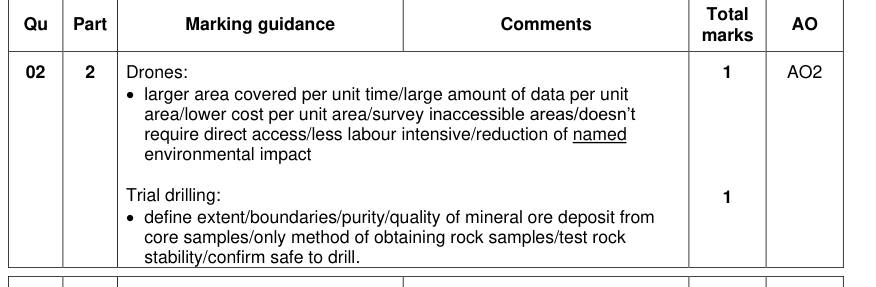 Qu Part Marking guidance Comments Total marks AO
02 2 Drones: 1 AO2
• larger area covered per unit time/large amount of data per unit
area/lower cost per unit area/survey inaccessible areas/doesn't
require direct access/less labour intensive/reduction of named
environmental impact
Trial drilling: 1
• define extent/boundaries/purity/quality of mineral ore deposit from
core samples/only method of obtaining rock samples/test rock
stability/confirm safe to drill.